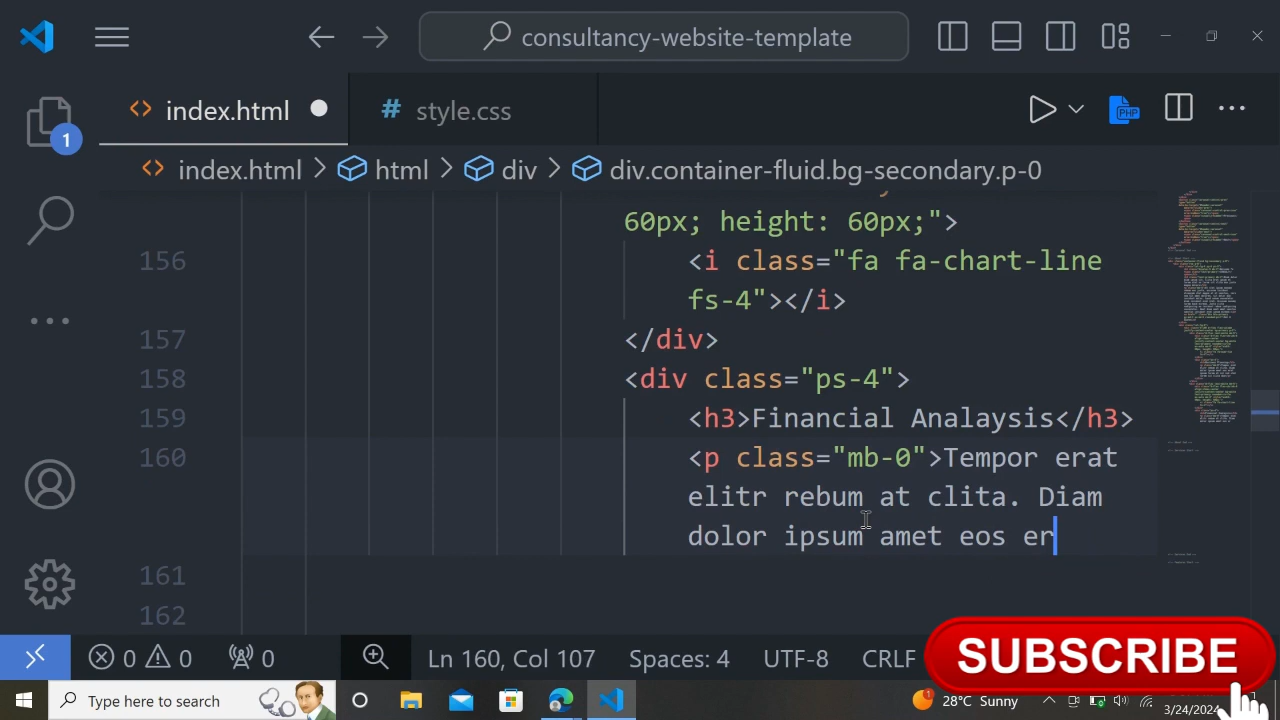 consultancy-website-template
<> index.html
# style.css
PHP
1
<> index.html > html > div > div.container-fluid.bg-secondary.p-0
60px; height: 60px;">
156 <i class="fa fa-chart-line
fs-4"></i>
157 </div>
158 <div class="ps-4">
159 <h3>Financial Analaysis</h3>
160 <p class="mb-0">Tempor erat
elitr rebum at clita. Diam
dolor ipsum amet eos er
161
162
0 0 0 Ln 160, Col 107 Spaces: 4 UTF-8 CRLF
SUBSCRIBE
Type here to search
1 28°C Sunny
3/24/2024